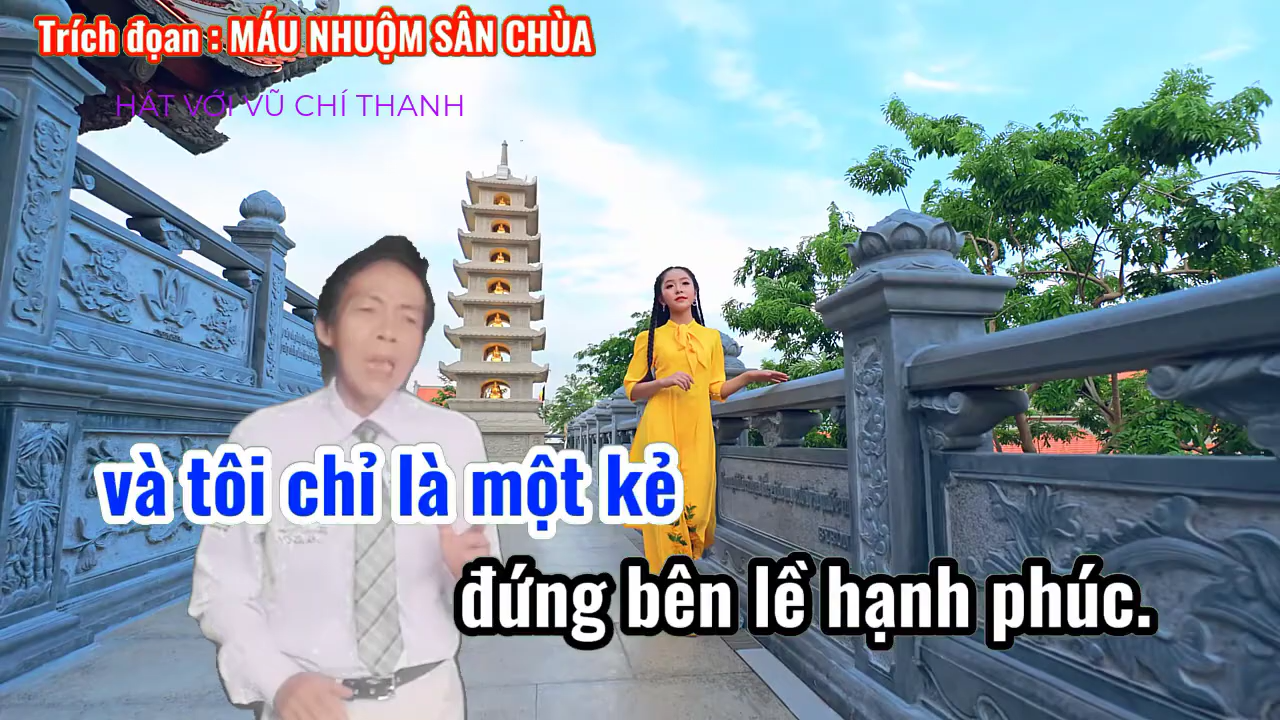 Trích đọan : MÁU NHUỘM SÂN CHÙA
HÁT VỚI VŨ CHÍ THANH
và tôi chỉ là một kẻ
đứng bên lề hạnh phúc.